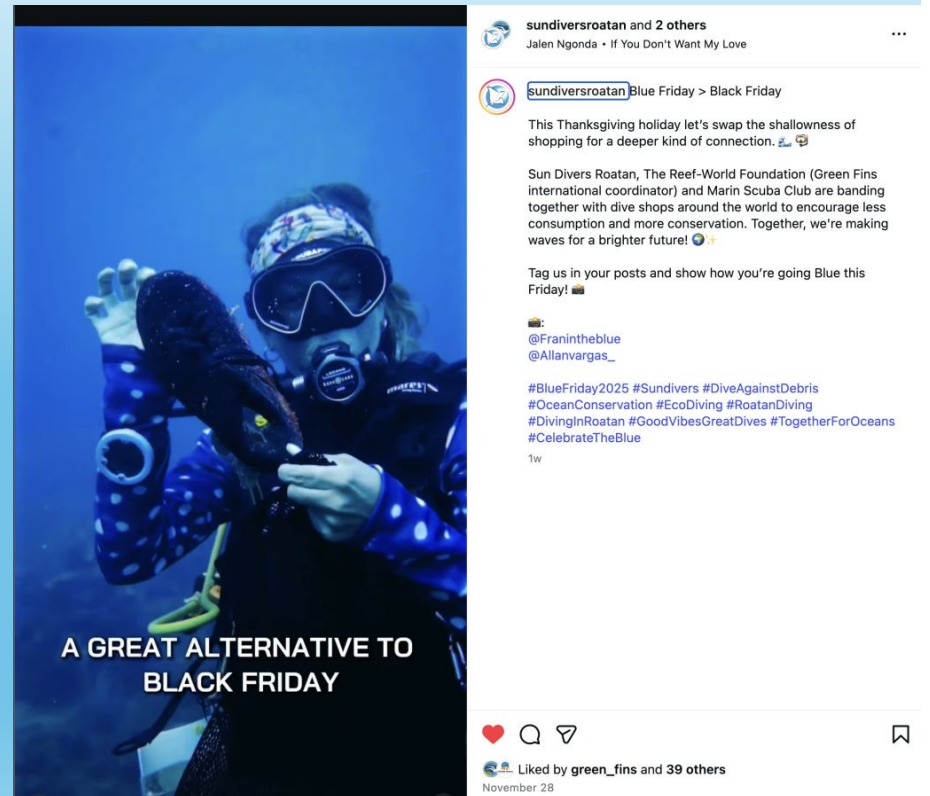 sundiversroatan and 2 others
Jalen Ngonda • If You Don't Want My Love
sundiversroatan Blue Friday > Black Friday
This Thanksgiving holiday let's swap the shallowness of
shopping for a deeper kind of connection. 🌊 🤿
Sun Divers Roatan, The Reef-World Foundation (Green Fins
international coordinator) and Marin Scuba Club are banding
together with dive shops around the world to encourage less
consumption and more conservation. Together, we're making
waves for a brighter future! 🌍✨
Tag us in your posts and show how you're going Blue this
Friday! 📸
📸:
@Franintheblue
@Allanvargas_
#BlueFriday2025 #Sundivers #DiveAgainstDebris
#OceanConservation #EcoDiving #RoatanDiving
#DivingInRoatan #GoodVibesGreatDives #TogetherForOceans
#CelebrateTheBlue
1w
mares
A GREAT ALTERNATIVE TO
BLACK FRIDAY
Liked by green_fins and 39 others
November 28